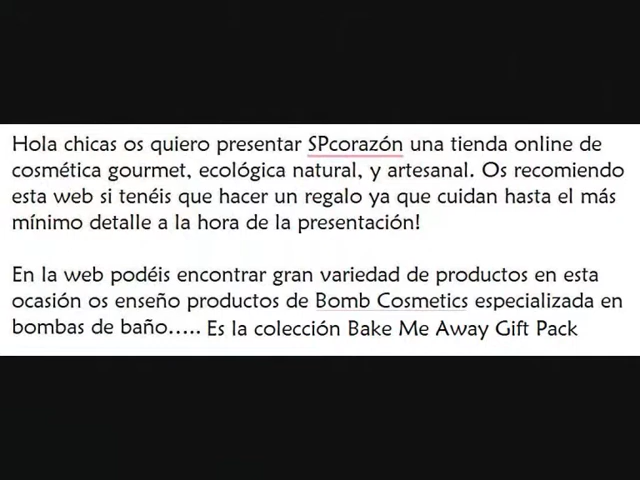 Hola chicas os quiero presentar SPcorazón una tienda online de
cosmética gourmet, ecológica natural, y artesanal. Os recomiendo
esta web si tenéis que hacer un regalo ya que cuidan hasta el más
mínimo detalle a la hora de la presentación!
En la web podéis encontrar gran variedad de productos en esta
ocasión os enseño productos de Bomb Cosmetics especializada en
bombas de baño..... Es la colección Bake Me Away Gift Pack